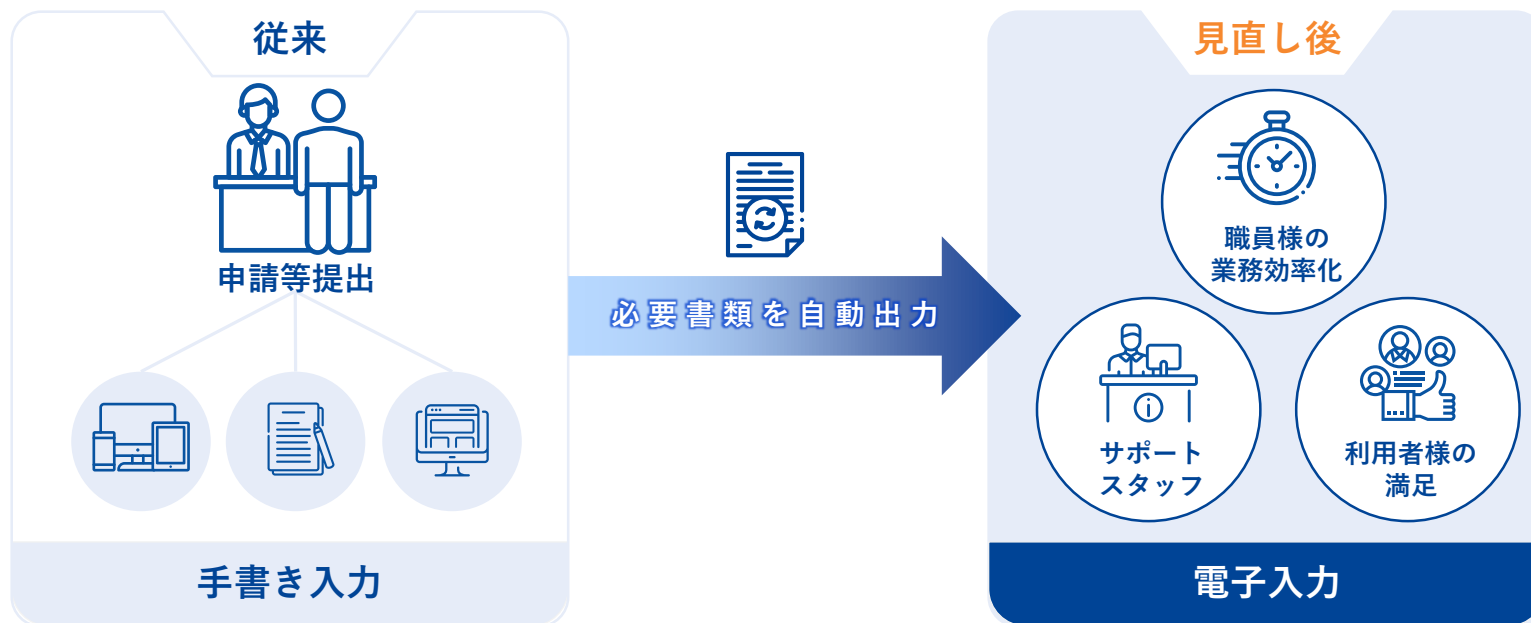 従来
申請等提出
手書き入力
必要書類を自動出力
見直し後
職員様の
業務効率化
サポート
スタッフ
利用者様の
満足
電子入力